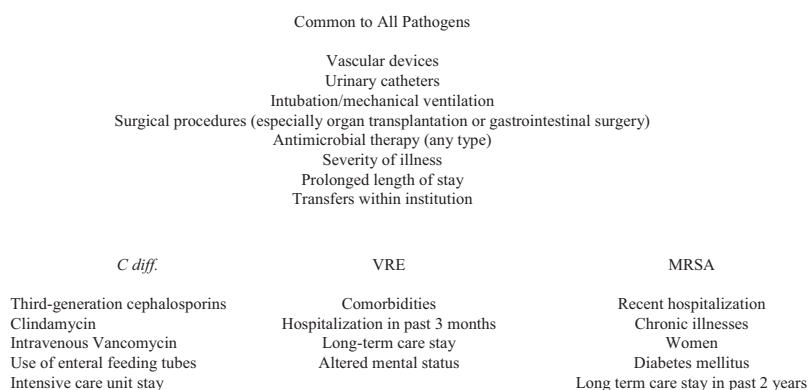 Common to All Pathogens
Vascular devices
Urinary catheters
Intubation/mechanical ventilation
Surgical procedures (especially organ transplantation or gastrointestinal surgery)
Antimicrobial therapy (any type)
Severity of illness
Prolonged length of stay
Transfers within institution
C diff.
Third-generation cephalosporins
Clindamycin
Intravenous Vancomycin
Use of enteral feeding tubes
Intensive care unit stay
VRE
Comorbidities
Hospitalization in past 3 months
Long-term care stay
Altered mental status
MRSA
Recent hospitalization
Chronic illnesses
Women
Diabetes mellitus
Long term care stay in past 2 years